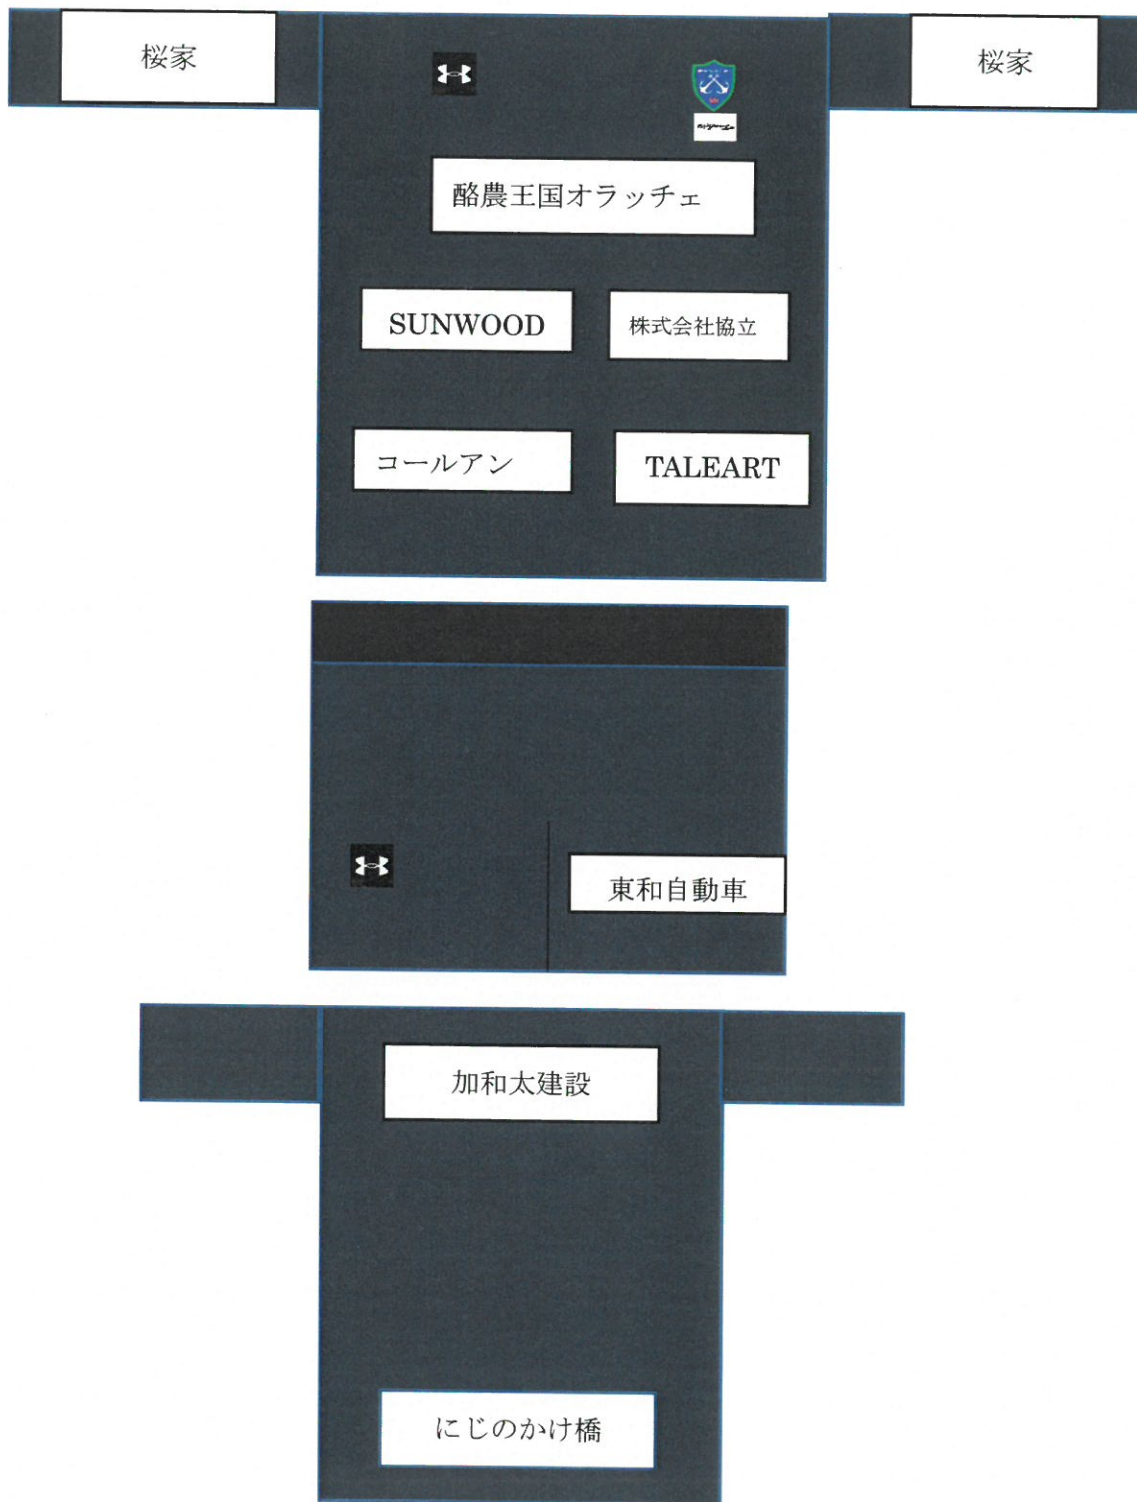 桜家
桜家
酪農王国オラッチェ
SUNWOOD
株式会社協立
コールアン
TALEART
東和自動車
加和太建設
にじのかけ橋